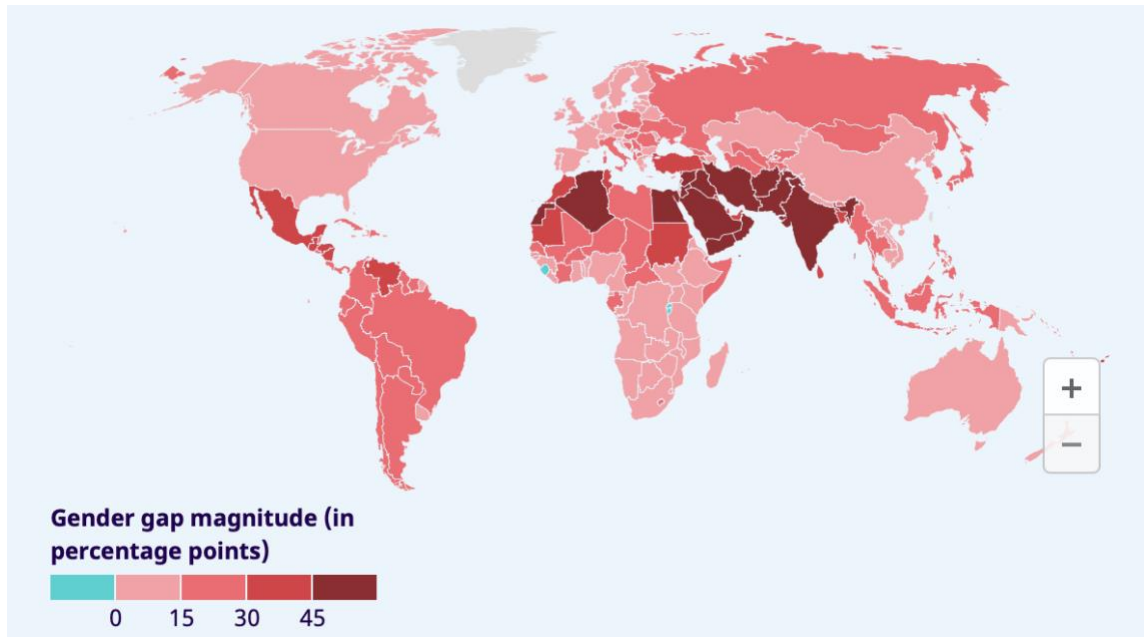 +
−
Gender gap magnitude (in
percentage points)
0 15 30 45